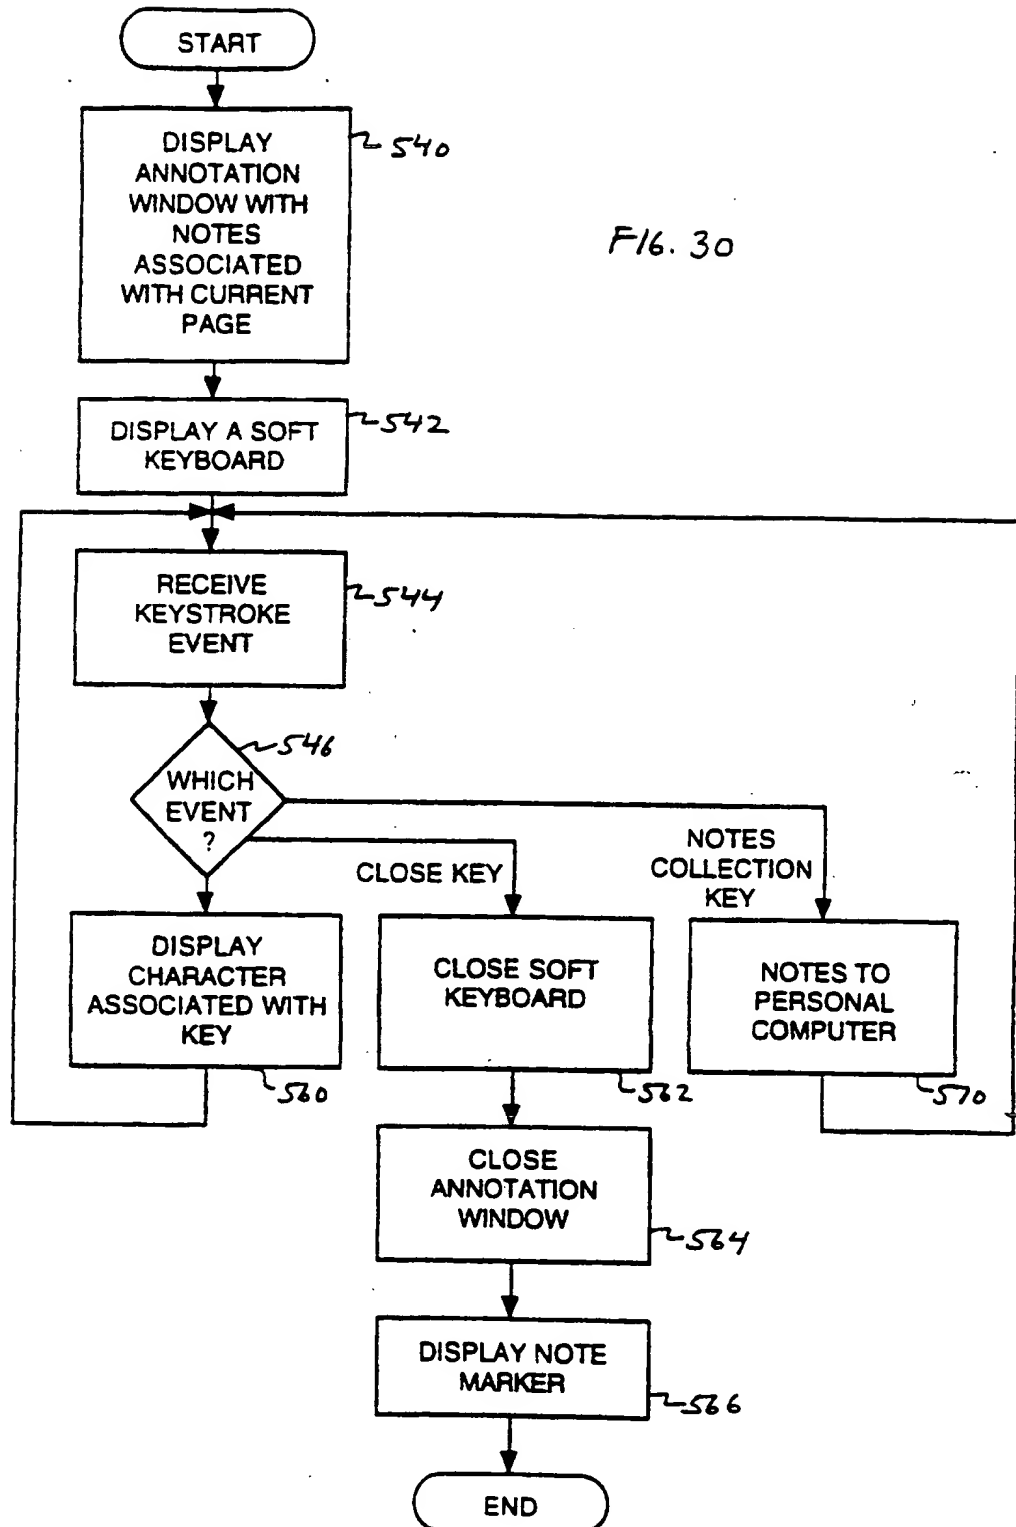 START
DISPLAY
ANNOTATION
WINDOW WITH
NOTES
ASSOCIATED
WITH CURRENT
PAGE
540
FIG. 30
DISPLAY A SOFT
KEYBOARD
542
RECEIVE
KEYSTROKE
EVENT
544
WHICH
EVENT
?
546
CLOSE KEY
NOTES
COLLECTION
KEY
DISPLAY
CHARACTER
ASSOCIATED WITH
KEY
560
CLOSE SOFT
KEYBOARD
562
NOTES TO
PERSONAL
COMPUTER
570
CLOSE
ANNOTATION
WINDOW
564
DISPLAY NOTE
MARKER
566
END